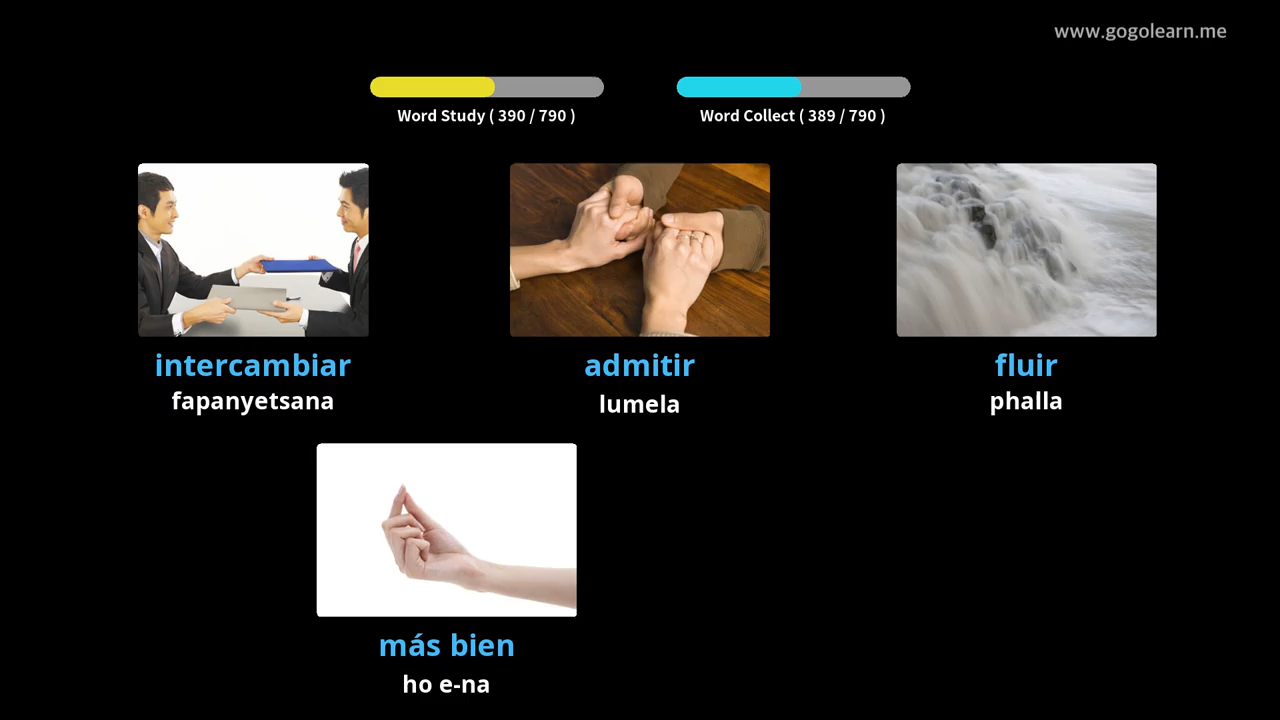 www.gogolearn.me
Word Study ( 390 / 790 )
Word Collect ( 389 / 790 )
intercambiar
fapanyetsana
admitir
lumela
fluir
phalla
más bien
ho e-na